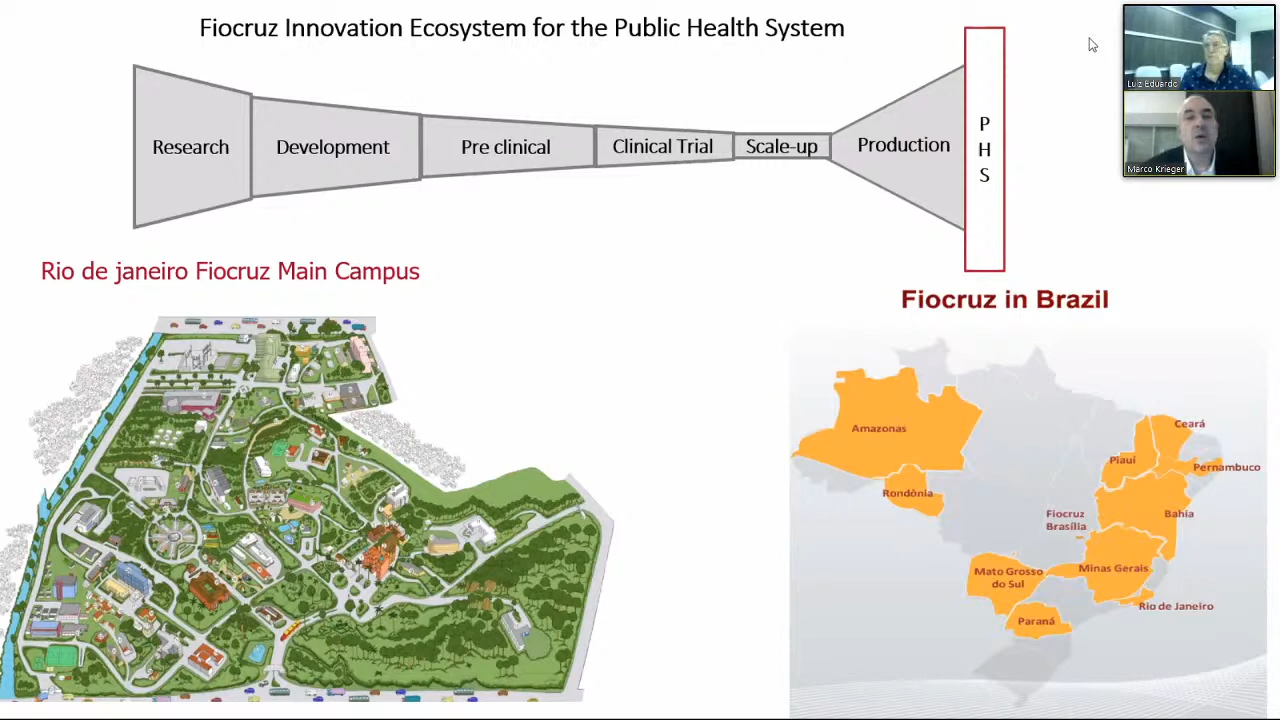 Fiocruz Innovation Ecosystem for the Public Health System
Research
Development
Pre clinical
Clinical Trial
Scale-up
Production
P
H
S
Luiz Eduardo
Marco Krieger
Rio de janeiro Fiocruz Main Campus
Fiocruz in Brazil
Amazonas
Ceará
Piauí
Pernambuco
Rondônia
Fiocruz
Brasília
Bahia
Mato Grosso
do Sul
Minas Gerais
Rio de Janeiro
Paraná